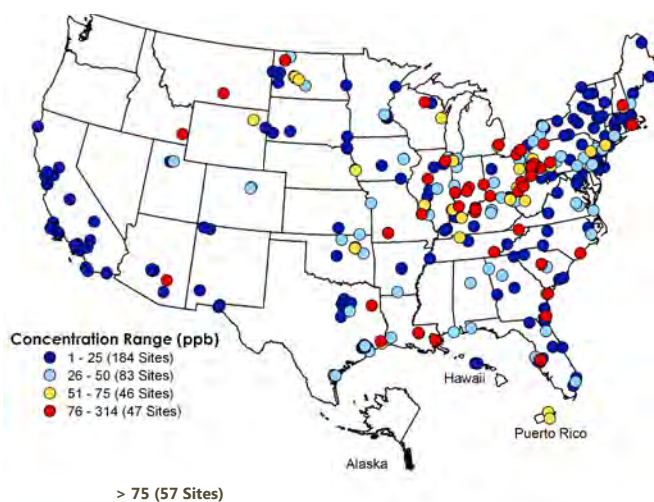 Concentration Range (ppb)
1 - 25 (184 Sites)
26 - 50 (83 Sites)
51 - 75 (46 Sites)
76 - 314 (47 Sites)
Hawaii
Puerto Rico
Alaska
> 75 (57 Sites)